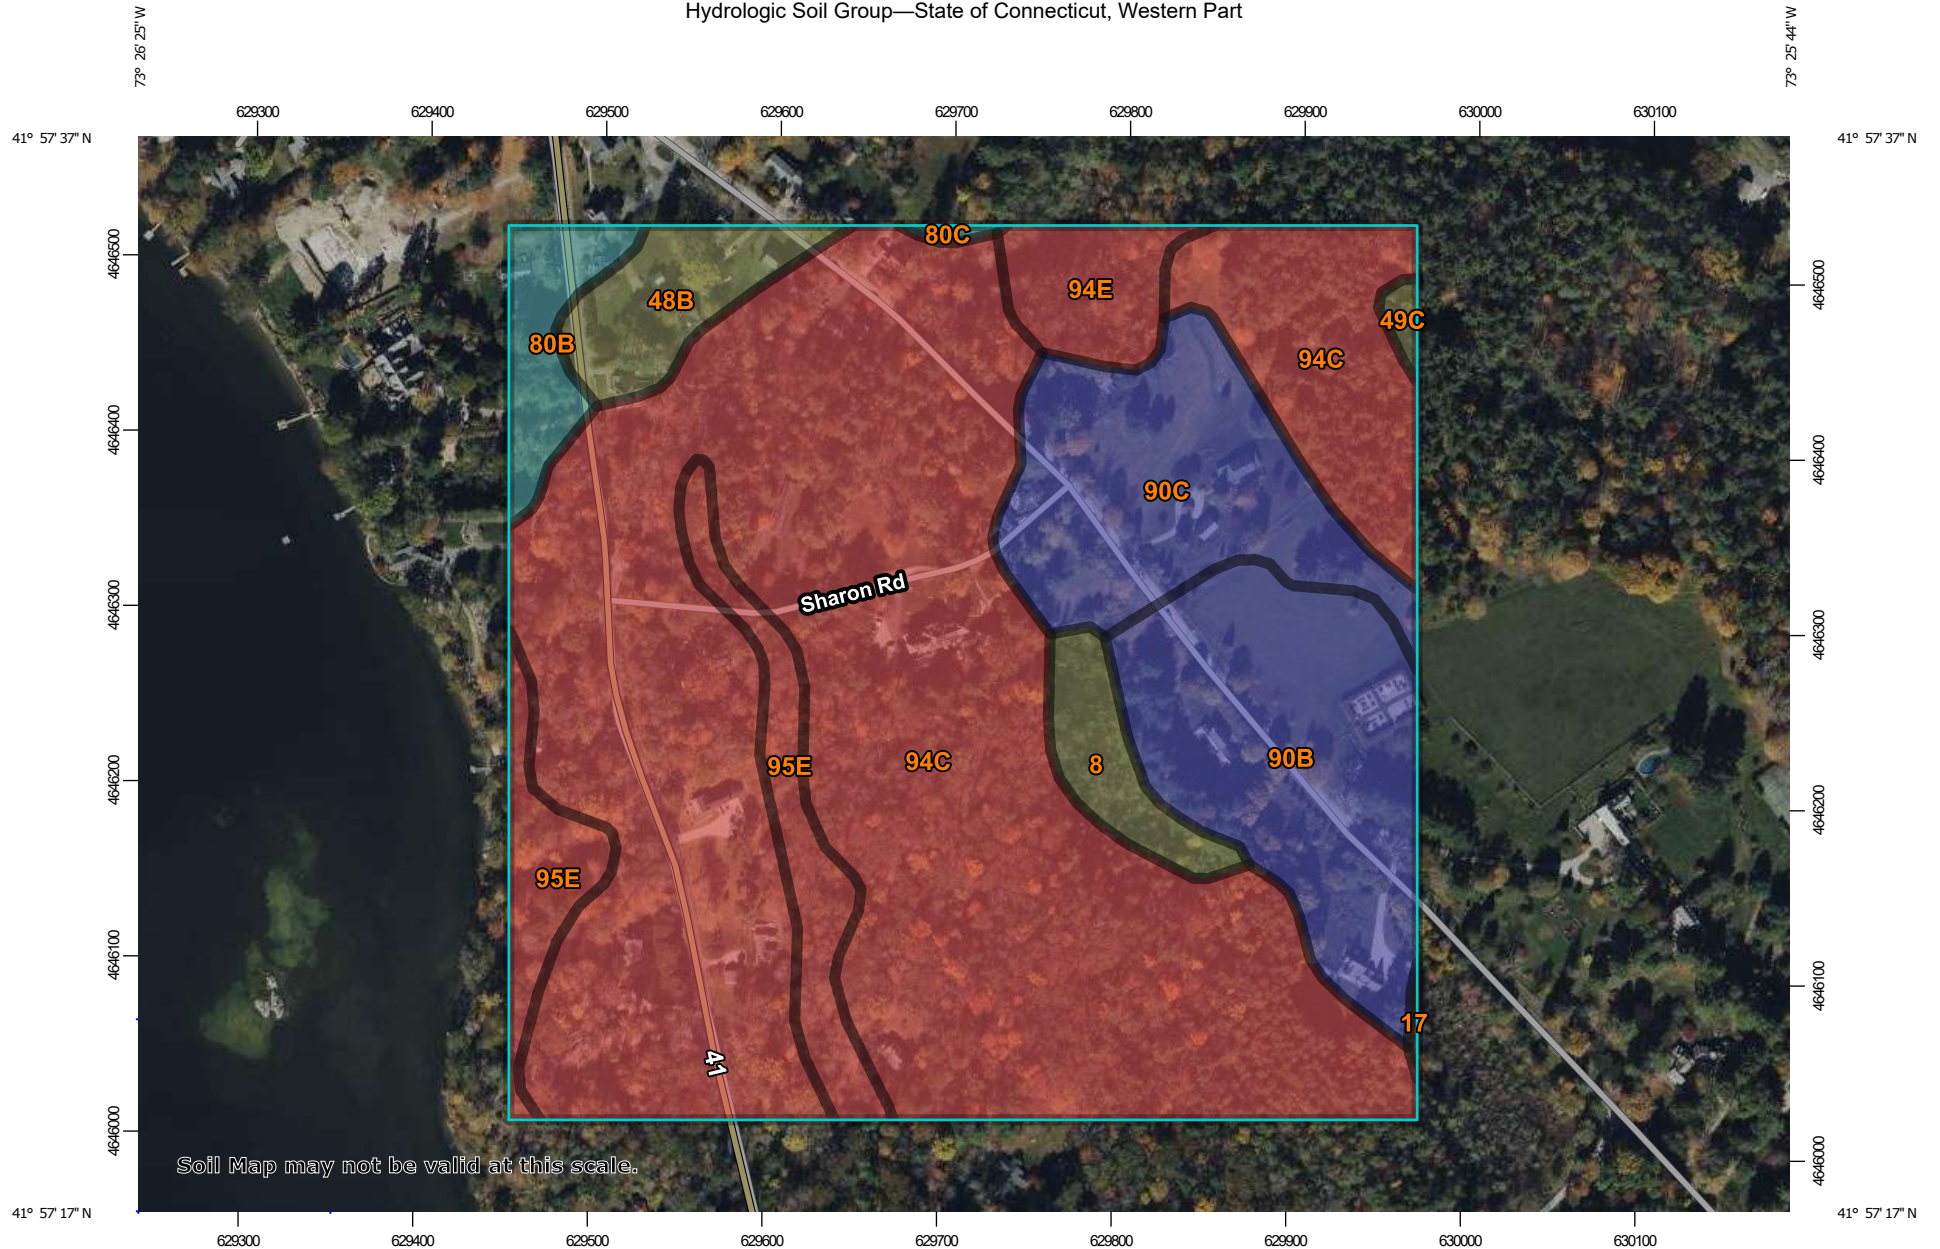 Hydrologic Soil Group—State of Connecticut, Western Part
73° 26' 25" W
73° 25' 44" W
629300
629400
629500
629600
629700
629800
629900
630000
630100
41° 57' 37" N
41° 57' 37" N
4646500
4646400
4646300
4646200
4646100
4646000
4646500
4646400
4646300
4646200
4646100
4646000
80C
94E
48B
49C
80B
94C
90C
Sharon Rd
95E
94C
8
90B
95E
17
41
Soil Map may not be valid at this scale.
41° 57' 17" N
41° 57' 17" N
629300
629400
629500
629600
629700
629800
629900
630000
630100